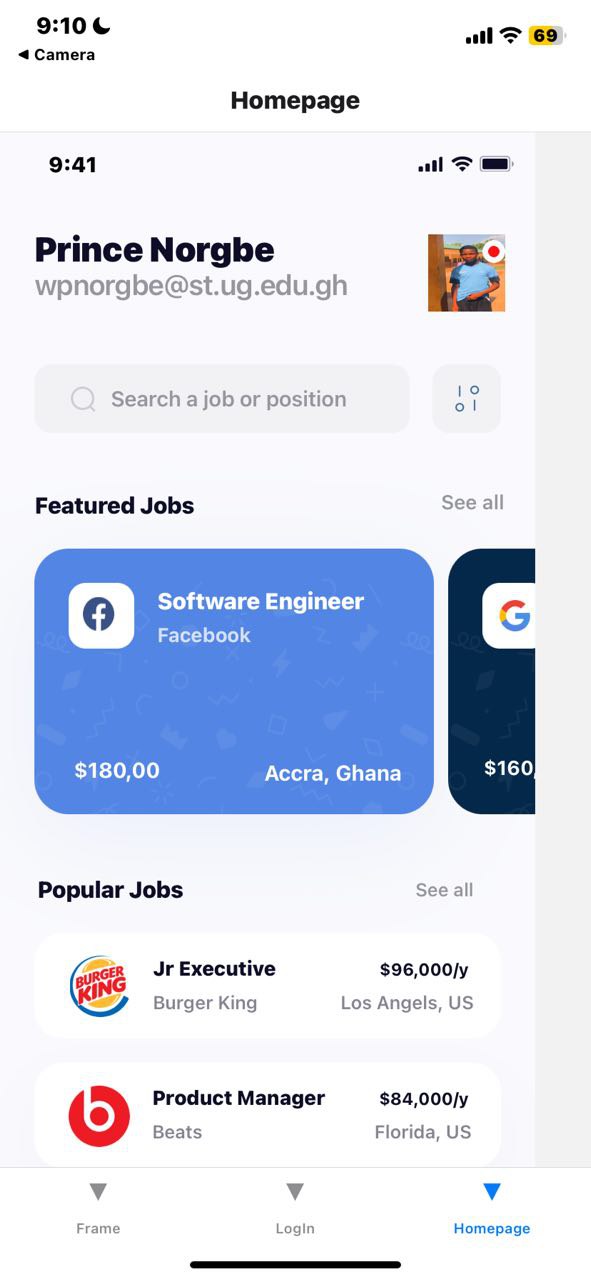 9:10
69
◀ Camera
Homepage
9:41
Prince Norgbe
wpnorgbe@st.ug.edu.gh
Search a job or position
Featured Jobs
See all
Software Engineer
Facebook
$180,00
Accra, Ghana
G
$160,
Popular Jobs
See all
BURGER KING
Jr Executive
$96,000/y
Burger King
Los Angels, US
b
Product Manager
$84,000/y
Beats
Florida, US
Frame
LogIn
Homepage